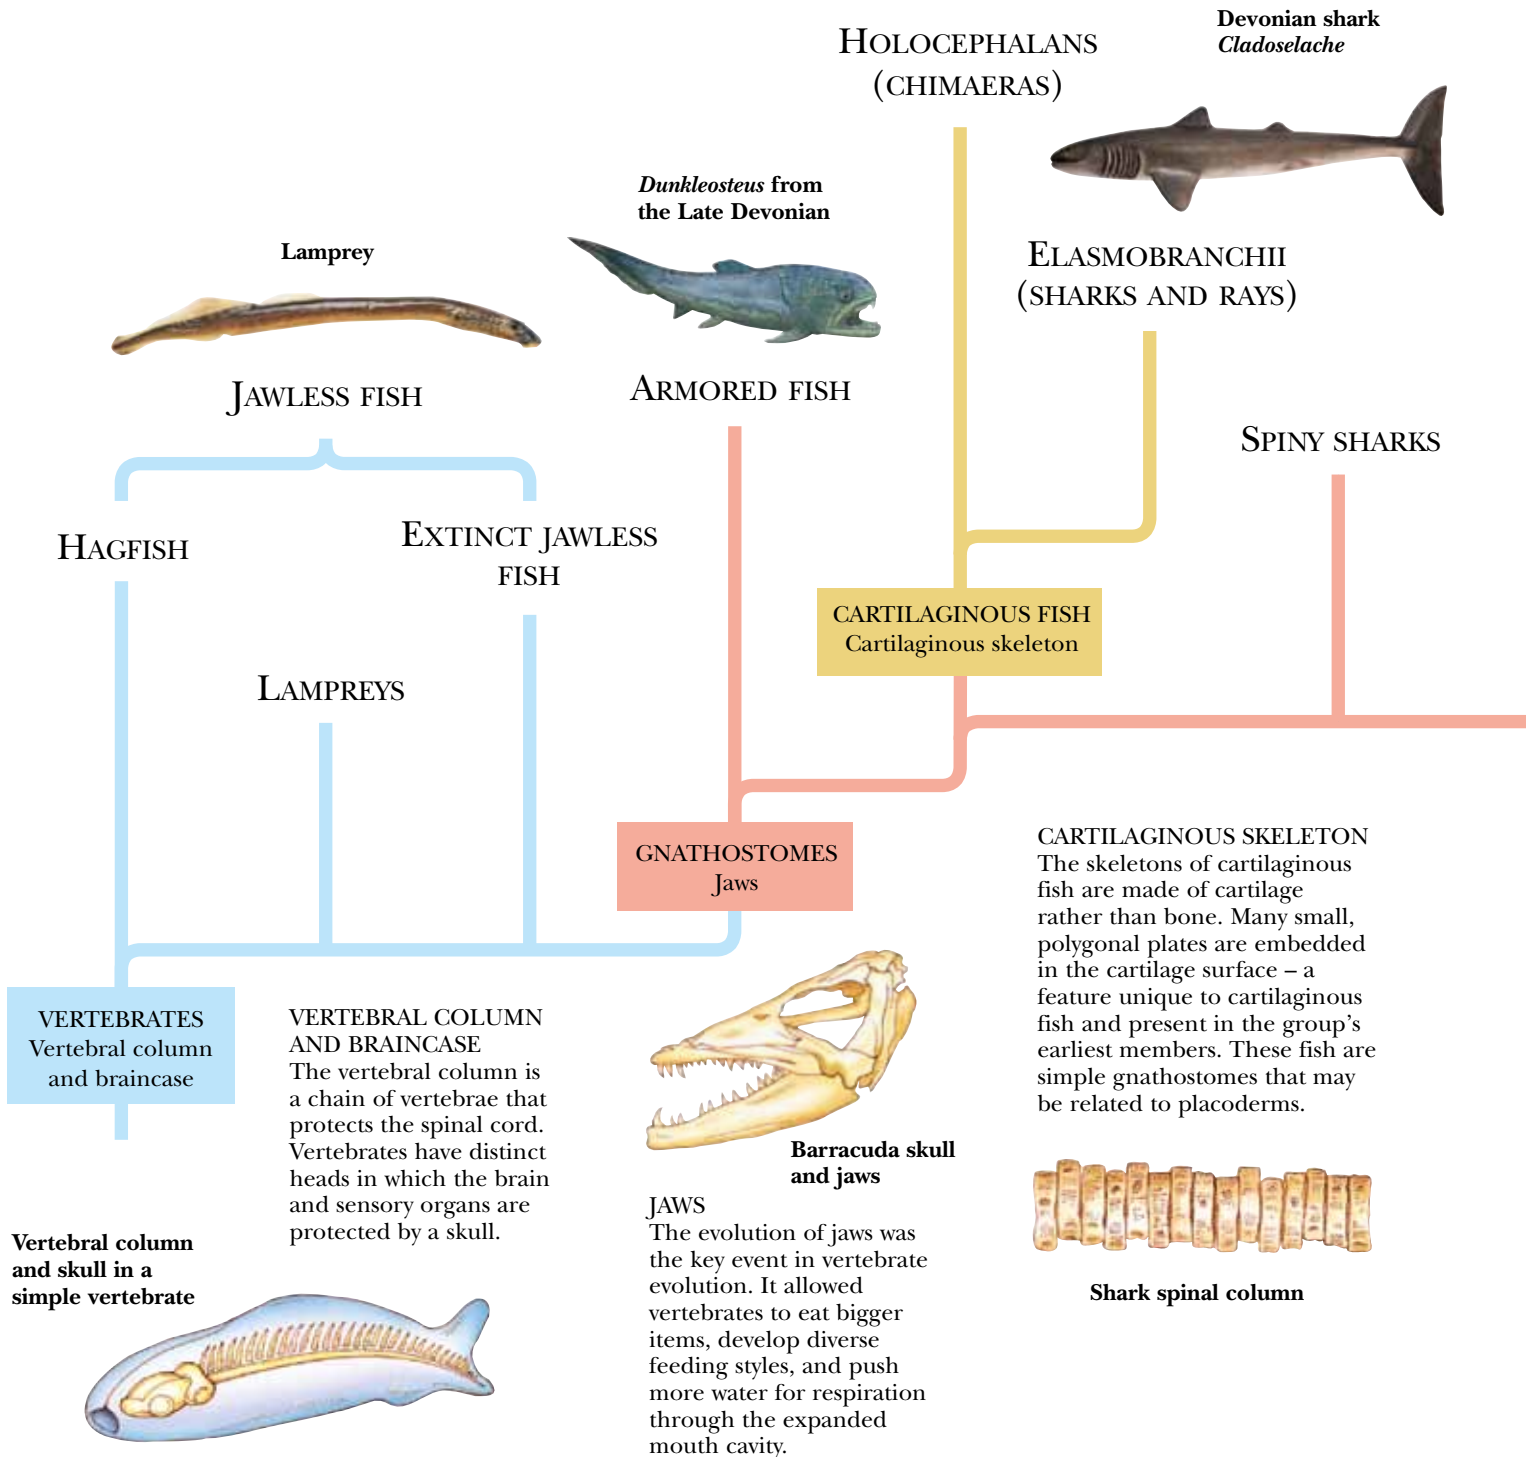 Devonian shark
Cladoselache
HOLOCEPHALANS
(CHIMAERAS)
Dunkleosteus from
the Late Devonian
Lamprey
ELASMOBRANCHII
(SHARKS AND RAYS)
JAWLESS FISH
ARMORED FISH
SPINY SHARKS
HAGFISH
EXTINCT JAWLESS
FISH
LAMPREYS
CARTILAGINOUS FISH
Cartilaginous skeleton
GNATHOSTOMES
Jaws
VERTEBRATES
Vertebral column
and braincase
VERTEBRAL COLUMN
AND BRAINCASE
The vertebral column is
a chain of vertebrae that
protects the spinal cord.
Vertebrates have distinct
heads in which the brain
and sensory organs are
protected by a skull.
Vertebral column
and skull in a
simple vertebrate
Barracuda skull
and jaws
JAWS
The evolution of jaws was
the key event in vertebrate
evolution. It allowed
vertebrates to eat bigger
items, develop diverse
feeding styles, and push
more water for respiration
through the expanded
mouth cavity.
CARTILAGINOUS SKELETON
The skeletons of cartilaginous
fish are made of cartilage
rather than bone. Many small,
polygonal plates are embedded
in the cartilage surface – a
feature unique to cartilaginous
fish and present in the group’s
earliest members. These fish are
simple gnathostomes that may
be related to placoderms.
Shark spinal column